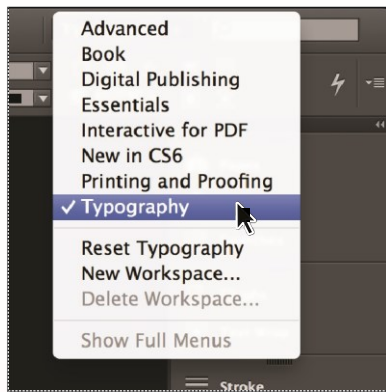 Advanced
Book
Digital Publishing
Essentials
Interactive for PDF
New in CS6
Printing and Proofing
✓ Typography
Reset Typography
New Workspace...
Delete Workspace...
Show Full Menus
Stroke